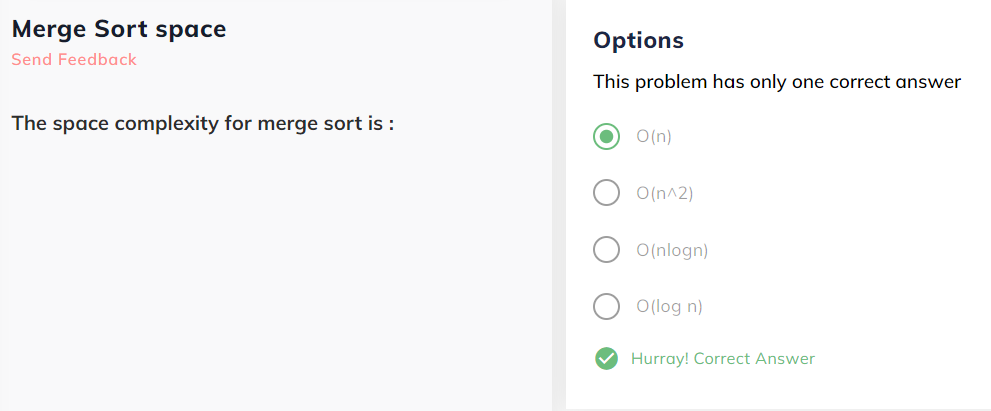 Merge Sort space
Send Feedback
The space complexity for merge sort is :
Options
This problem has only one correct answer
O(n)
O(n^2)
O(nlogn)
O(log n)
Hurray! Correct Answer